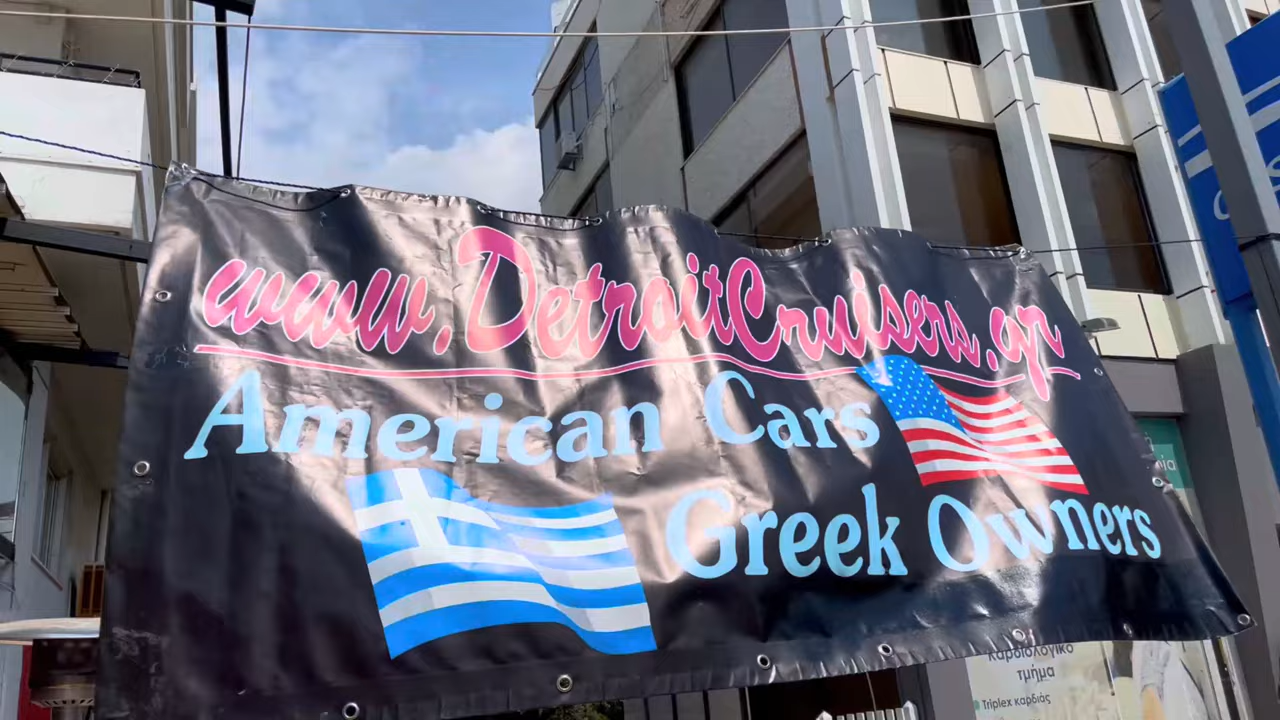 www.DetroitCruisers.gr
American Cars
Greek Owners
Καρδιολογικό
τμήμα
Triplex καρδιάς